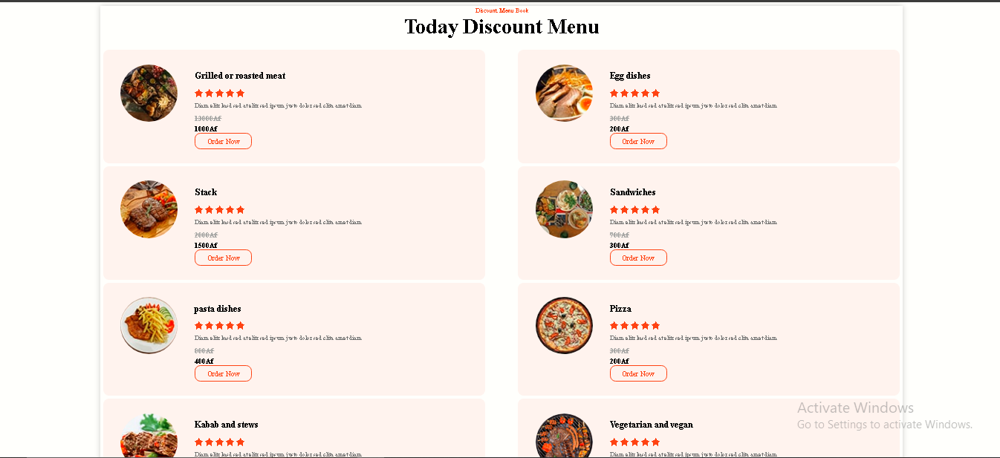 Discount Menu Book
Today Discount Menu
Grilled or roasted meat
Diam elitr kasd sed at elitr sed ipsum justo dolor sed clita amet diam
13000Af
1000Af
Order Now
Egg dishes
Diam elitr kasd sed at elitr sed ipsum justo dolor sed clita amet diam
300Af
200Af
Order Now
Stack
Diam elitr kasd sed at elitr sed ipsum justo dolor sed clita amet diam
2000Af
1500Af
Order Now
Sandwiches
Diam elitr kasd sed at elitr sed ipsum justo dolor sed clita amet diam
700Af
300Af
Order Now
pasta dishes
Diam elitr kasd sed at elitr sed ipsum justo dolor sed clita amet diam
400Af
Order Now
Pizza
Diam elitr kasd sed at elitr sed ipsum justo dolor sed clita amet diam
300Af
200Af
Order Now
Kabab and stews
Diam elitr kasd sed at elitr sed ipsum justo dolor sed clita amet diam
Vegetarian and vegan
Diam elitr kasd sed at elitr sed ipsum justo dolor sed clita amet diam
Activate Windows
Go to Settings to activate Windows.